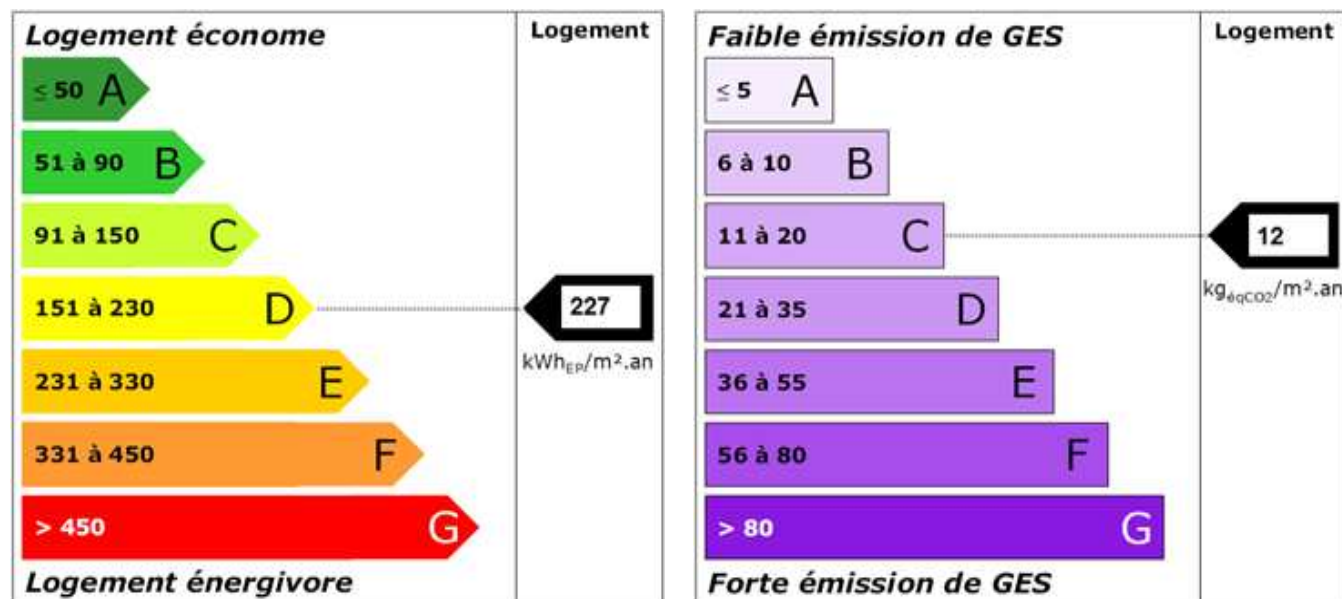 Logement économe
Logement
≤ 50 A
51 à 90 B
91 à 150 C
151 à 230 D
227
kWhEP/m².an
231 à 330 E
331 à 450 F
> 450 G
Logement énergivore
Faible émission de GES
Logement
≤ 5 A
6 à 10 B
11 à 20 C
12
kgéqCO2/m².an
21 à 35 D
36 à 55 E
56 à 80 F
> 80 G
Forte émission de GES